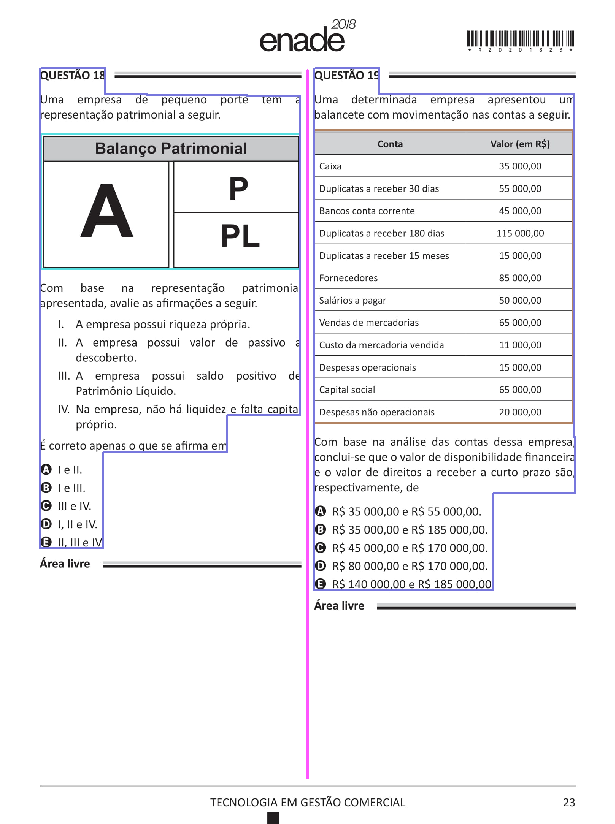 enade 2018
*R20201823*
QUESTÃO 18
Uma empresa de pequeno porte tem a
representação patrimonial a seguir.
Balanço Patrimonial
A
P
PL
Com base na representação patrimonial
apresentada, avalie as afirmações a seguir.
I. A empresa possui riqueza própria.
II. A empresa possui valor de passivo a
descoberto.
III. A empresa possui saldo positivo de
Patrimônio Líquido.
IV. Na empresa, não há liquidez e falta capital
próprio.
É correto apenas o que se afirma em
A I e II.
B I e III.
C III e IV.
D I, II e IV.
E II, III e IV
Área livre
QUESTÃO 19
Uma determinada empresa apresentou um
balancete com movimentação nas contas a seguir.
Conta Valor (em R$)
Caixa 35 000,00
Duplicatas a receber 30 dias 55 000,00
Bancos conta corrente 45 000,00
Duplicatas a receber 180 dias 115 000,00
Duplicatas a receber 15 meses 15 000,00
Fornecedores 85 000,00
Salários a pagar 50 000,00
Vendas de mercadorias 65 000,00
Custo da mercadoria vendida 11 000,00
Despesas operacionais 15 000,00
Capital social 65 000,00
Despesas não operacionais 20 000,00
Com base na análise das contas dessa empresa,
conclui-se que o valor de disponibilidade financeira
e o valor de direitos a receber a curto prazo são,
respectivamente, de
A R$ 35 000,00 e R$ 55 000,00.
B R$ 35 000,00 e R$ 185 000,00.
C R$ 45 000,00 e R$ 170 000,00.
D R$ 80 000,00 e R$ 170 000,00.
E R$ 140 000,00 e R$ 185 000,00
Área livre
TECNOLOGIA EM GESTÃO COMERCIAL 23